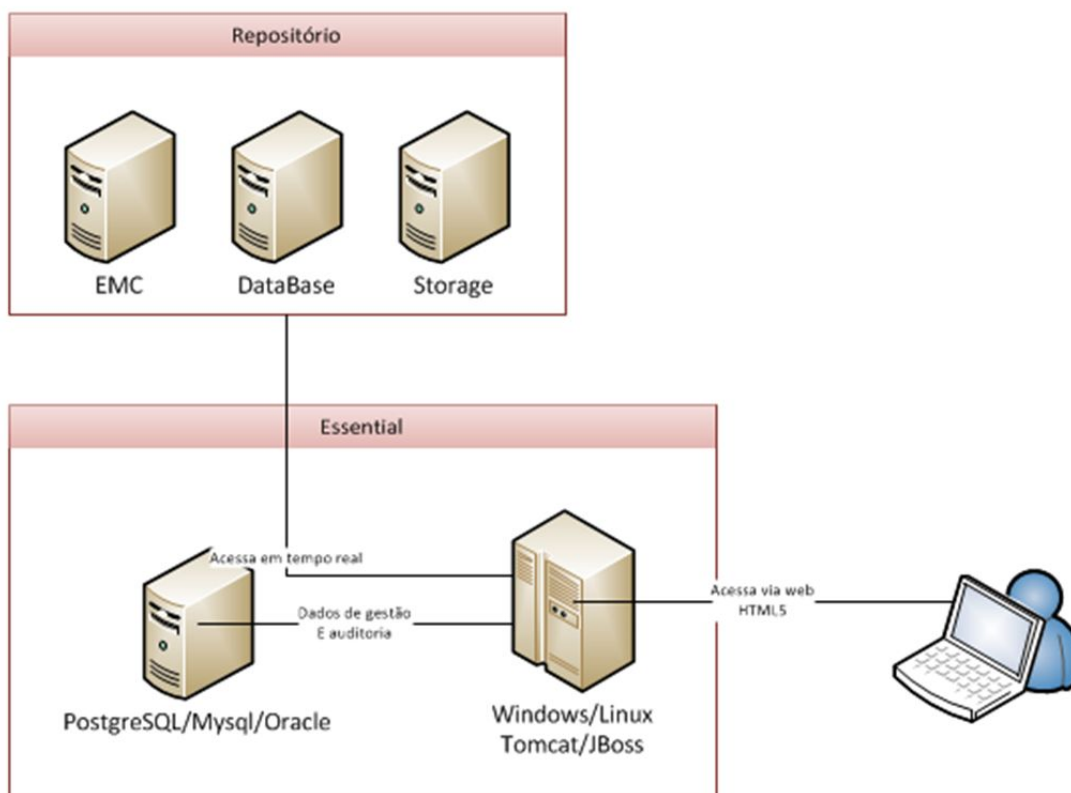 Repositório
EMC
DataBase
Storage
Essential
Acessa em tempo real
Dados de gestão
E auditoria
Acessa via web
HTML5
PostgreSQL/Mysql/Oracle
Windows/Linux
Tomcat/JBoss